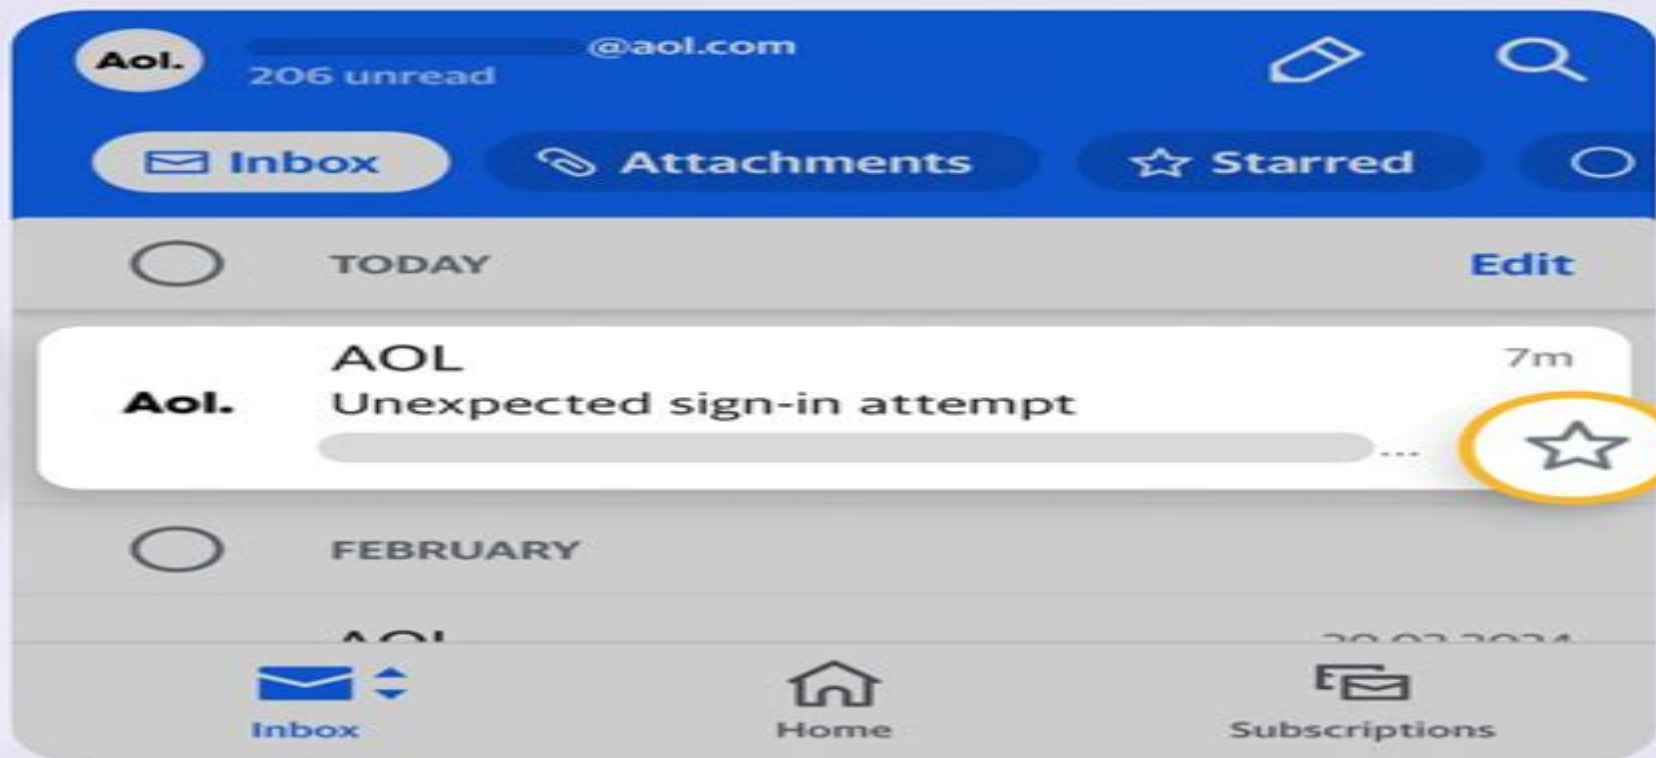 Aol.
@aol.com
206 unread
Inbox
Attachments
Starred
TODAY
Edit
AOL
7m
Aol.
Unexpected sign-in attempt
...
FEBRUARY
AOL
Inbox
Home
Subscriptions